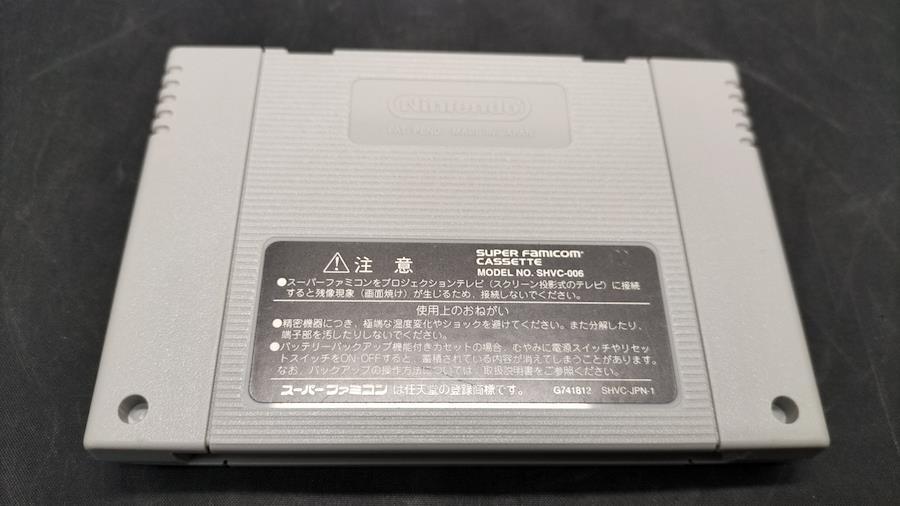 Nintendo
PAT. PEND. MADE IN JAPAN
注意
SUPER FAMICOM
CASSETTE
MODEL NO. SHVC-006
●スーパーファミコンをプロジェクションテレビ（スクリーン投影式のテレビ）に接続
すると残像現象（画面焼け）が生じるため、接続しないでください。
使用上のおねがい
●精密機器につき、極端な温度変化やショックを避けてください。また分解したり、
端子部を汚したりしないでください。
●バッテリーバックアップ機能付きカセットの場合、むやみに電源スイッチやリセッ
トスイッチをON・OFFすると、蓄積されている内容が消えてしまうことがあります。
なお、バックアップの操作方法については、取扱説明書をご参照ください。
スーパーファミコンは任天堂の登録商標です。 G741812 SHVC-JPN-1